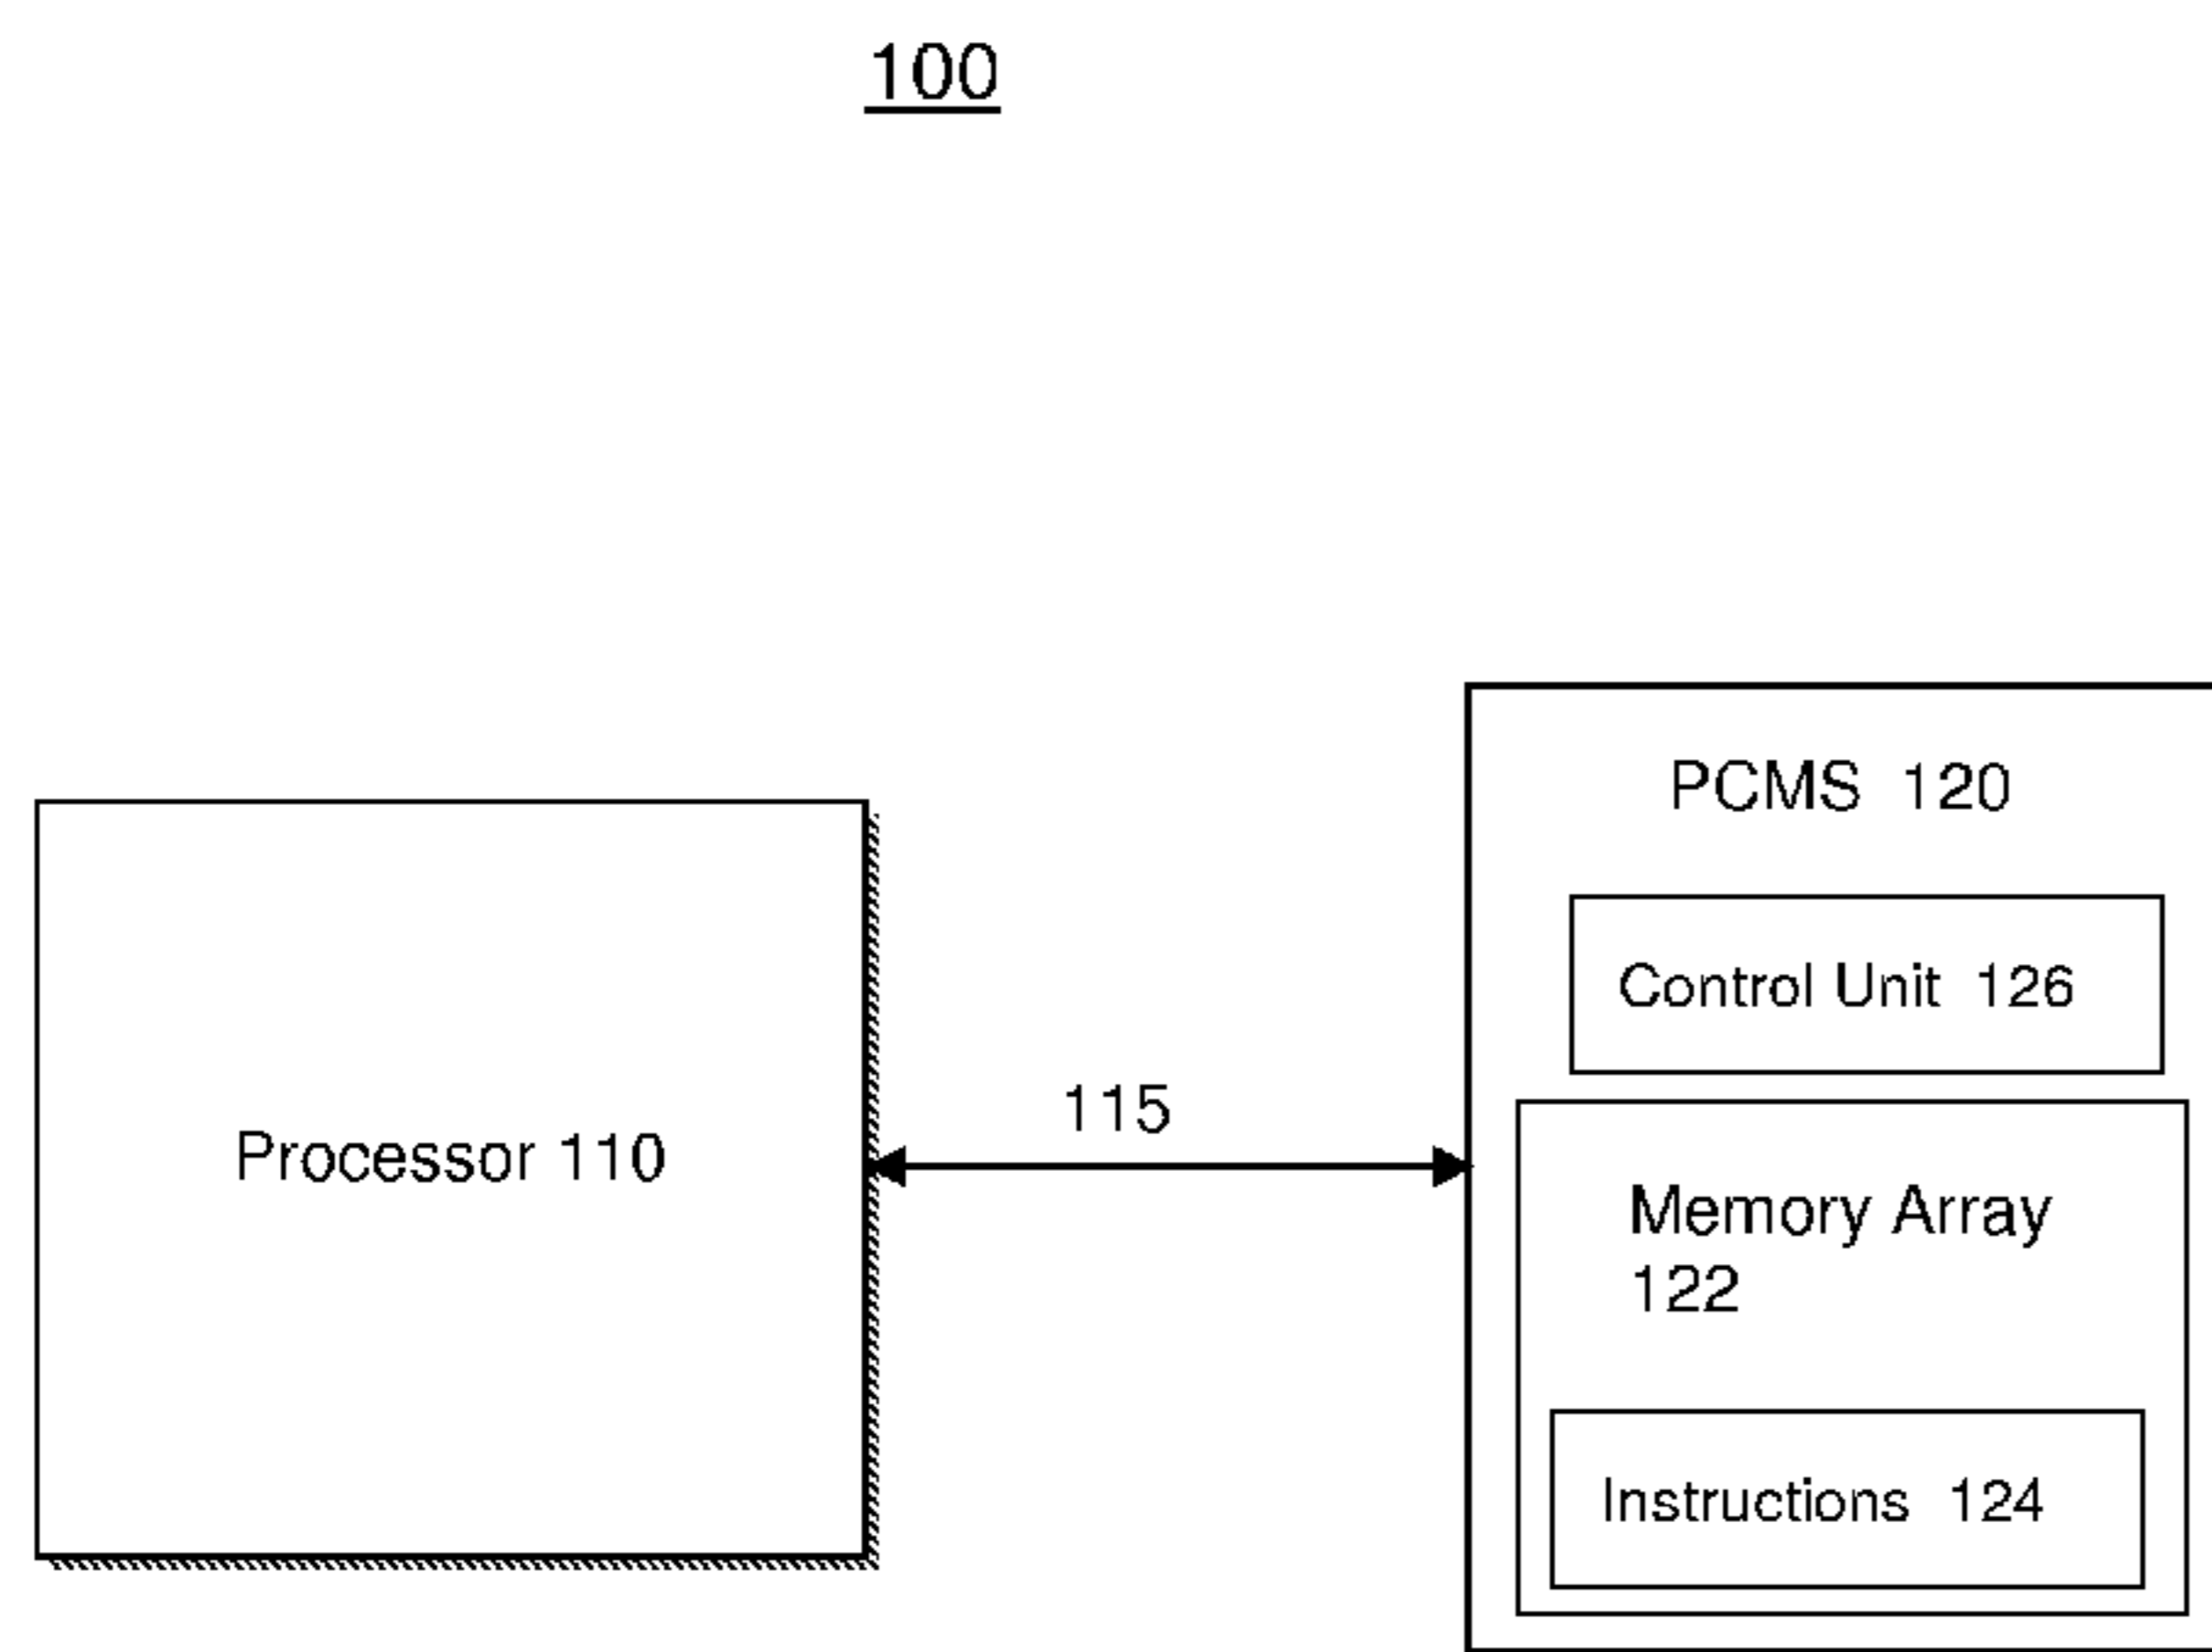 100
PCMS 120
Control Unit 126
115
Processor 110
Memory Array
122
Instructions 124